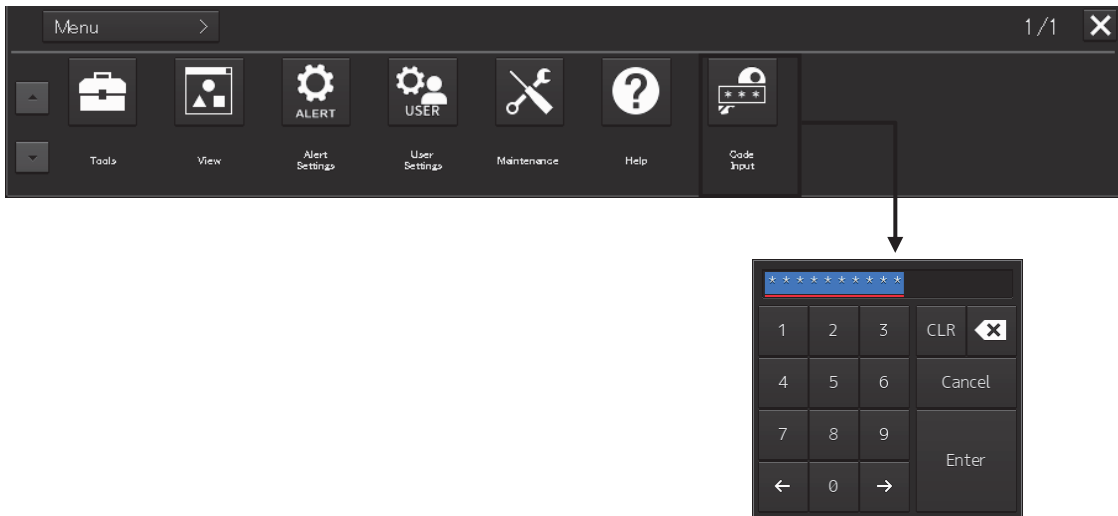 Menu >
1/1
ALERT
USER
***
Tools
View
Alert
Settings
User
Settings
Maintenance
?
Help
Code
Input
**********
1 2 3 CLR
4 5 6 Cancel
7 8 9
Enter
← 0 →